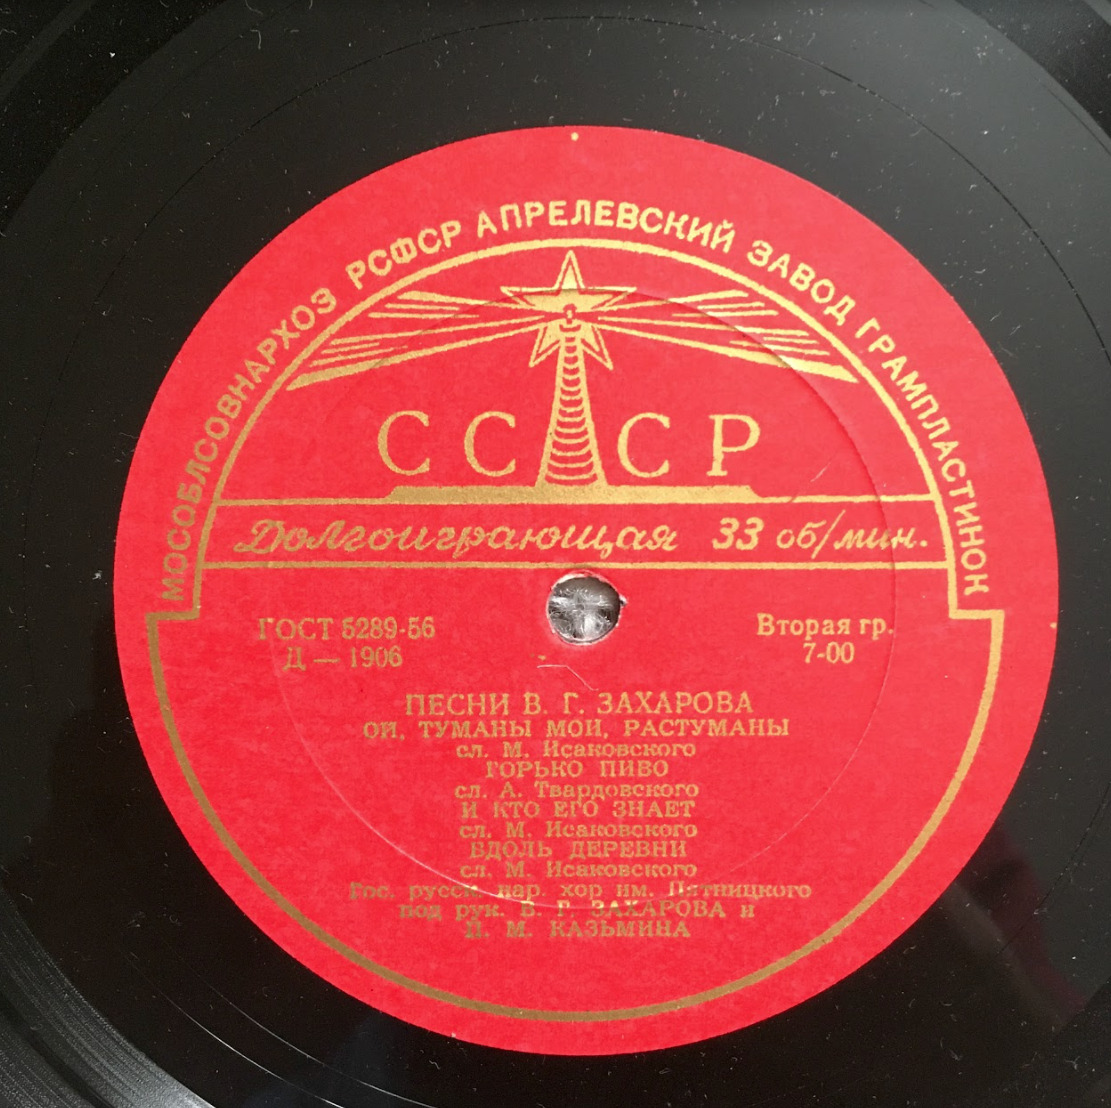 МОСОБЛСОВНАРХОЗ РСФСР АПРЕЛЕВСКИЙ ЗАВОД ГРАМПЛАСТИНОК
СССР
Долгоиграющая 33 об/мин.
ГОСТ 5289-56
Д — 1906
Вторая гр.
7-00
ПЕСНИ В. Г. ЗАХАРОВА
ОЙ, ТУМАНЫ МОИ, РАСТУМАНЫ
сл. М. Исаковского
ГОРЬКО ПИВО
сл. А. Твардовского
И КТО ЕГО ЗНАЕТ
сл. М. Исаковского
ВДОЛЬ ДЕРЕВНИ
сл. М. Исаковского
Гос. русск. нар. хор им. Пятницкого
под рук. В. Г. ЗАХАРОВА и
П. М. КАЗЬМИНА